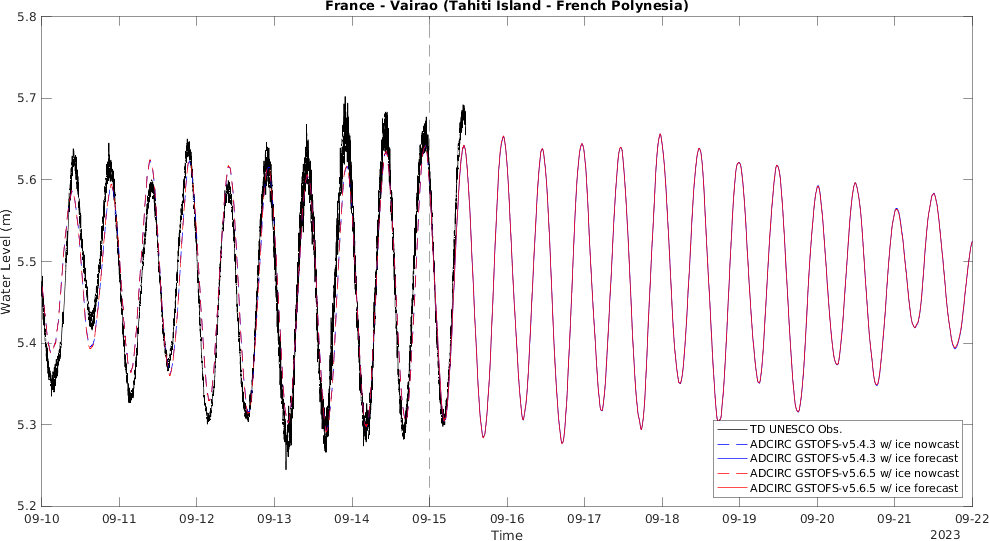 France - Vairao (Tahiti Island - French Polynesia)
5.8
5.7
5.6
5.5
5.4
5.3
5.2
Water Level (m)
TD UNESCO Obs.
ADCIRC GSTOFS-v5.4.3 w/ ice nowcast
ADCIRC GSTOFS-v5.4.3 w/ ice forecast
ADCIRC GSTOFS-v5.6.5 w/ ice nowcast
ADCIRC GSTOFS-v5.6.5 w/ ice forecast
09-10 09-11 09-12 09-13 09-14 09-15 09-16 09-17 09-18 09-19 09-20 09-21 09-22
Time 2023